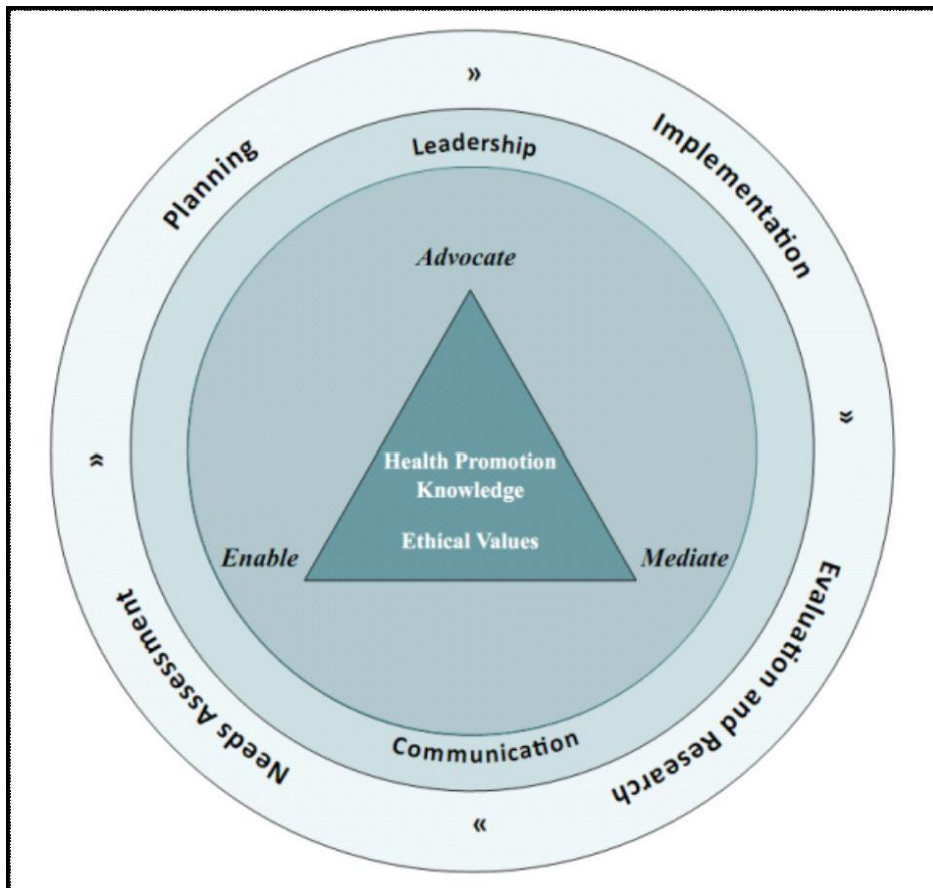 »
Planning
Implementation
Leadership
Advocate
»
»
Health Promotion
Knowledge
Ethical Values
Enable
Mediate
Needs Assessment
Evaluation and Research
Communication
»